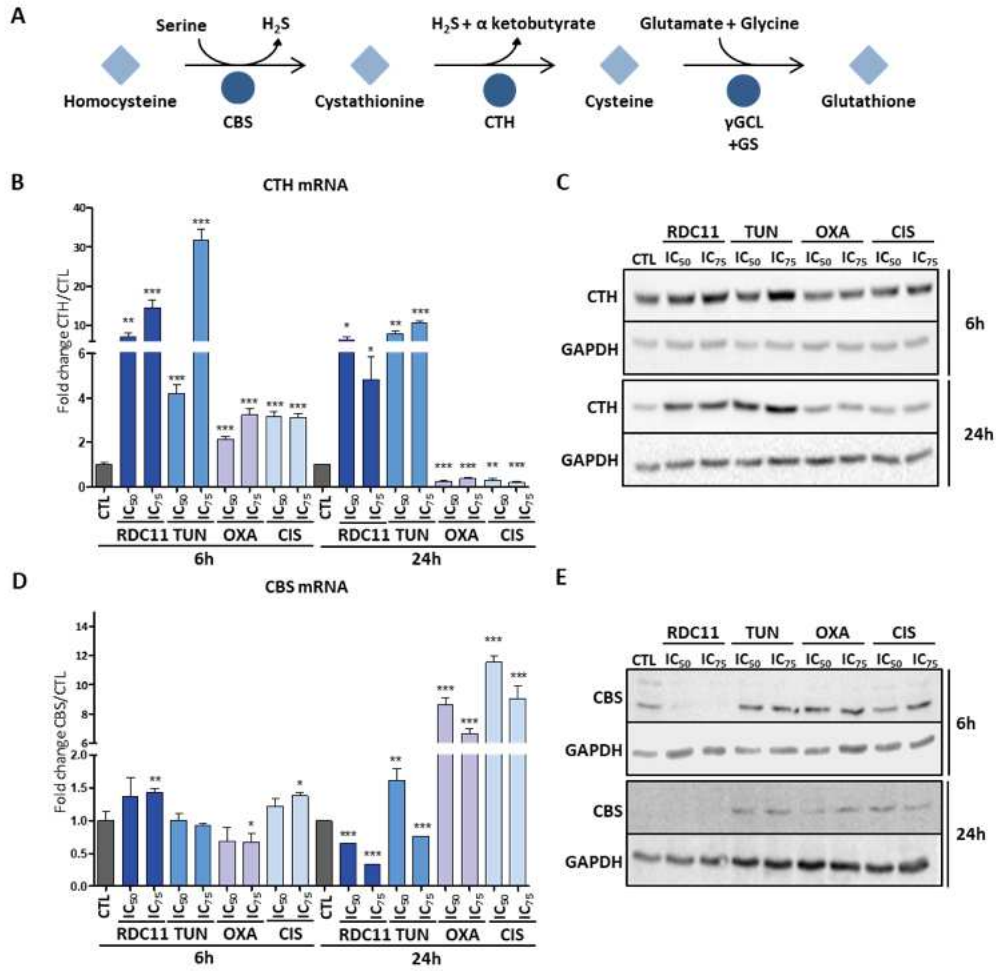 A
Serine H₂S H₂S + α ketobutyrate Glutamate + Glycine
Homocysteine Cystathionine Cysteine Glutathione
CBS CTH γGCL
+GS
B
CTH mRNA
Fold change CTH/CTL
40
30
20
10
6
4
2
0
** *** *** *** *** *** *** *** * * ** *** *** *** ** ***
CTL IC₅₀ IC₇₅ IC₅₀ IC₇₅ IC₅₀ IC₇₅ IC₅₀ IC₇₅ CTL IC₅₀ IC₇₅ IC₅₀ IC₇₅ IC₅₀ IC₇₅ IC₅₀ IC₇₅
RDC11 TUN OXA CIS RDC11 TUN OXA CIS
6h 24h
C
RDC11 TUN OXA CIS
CTL IC₅₀ IC₇₅ IC₅₀ IC₇₅ IC₅₀ IC₇₅ IC₅₀ IC₇₅
CTH
GAPDH
6h
CTH
GAPDH
24h
D
CBS mRNA
Fold change CBS/CTL
14
12
10
8
6
2.0
1.5
1.0
0.5
0.0
** * * *** *** ** *** *** *** *** ***
CTL IC₅₀ IC₇₅ IC₅₀ IC₇₅ IC₅₀ IC₇₅ IC₅₀ IC₇₅ CTL IC₅₀ IC₇₅ IC₅₀ IC₇₅ IC₅₀ IC₇₅ IC₅₀ IC₇₅
RDC11 TUN OXA CIS RDC11 TUN OXA CIS
6h 24h
E
RDC11 TUN OXA CIS
CTL IC₅₀ IC₇₅ IC₅₀ IC₇₅ IC₅₀ IC₇₅ IC₅₀ IC₇₅
CBS
GAPDH
6h
CBS
GAPDH
24h